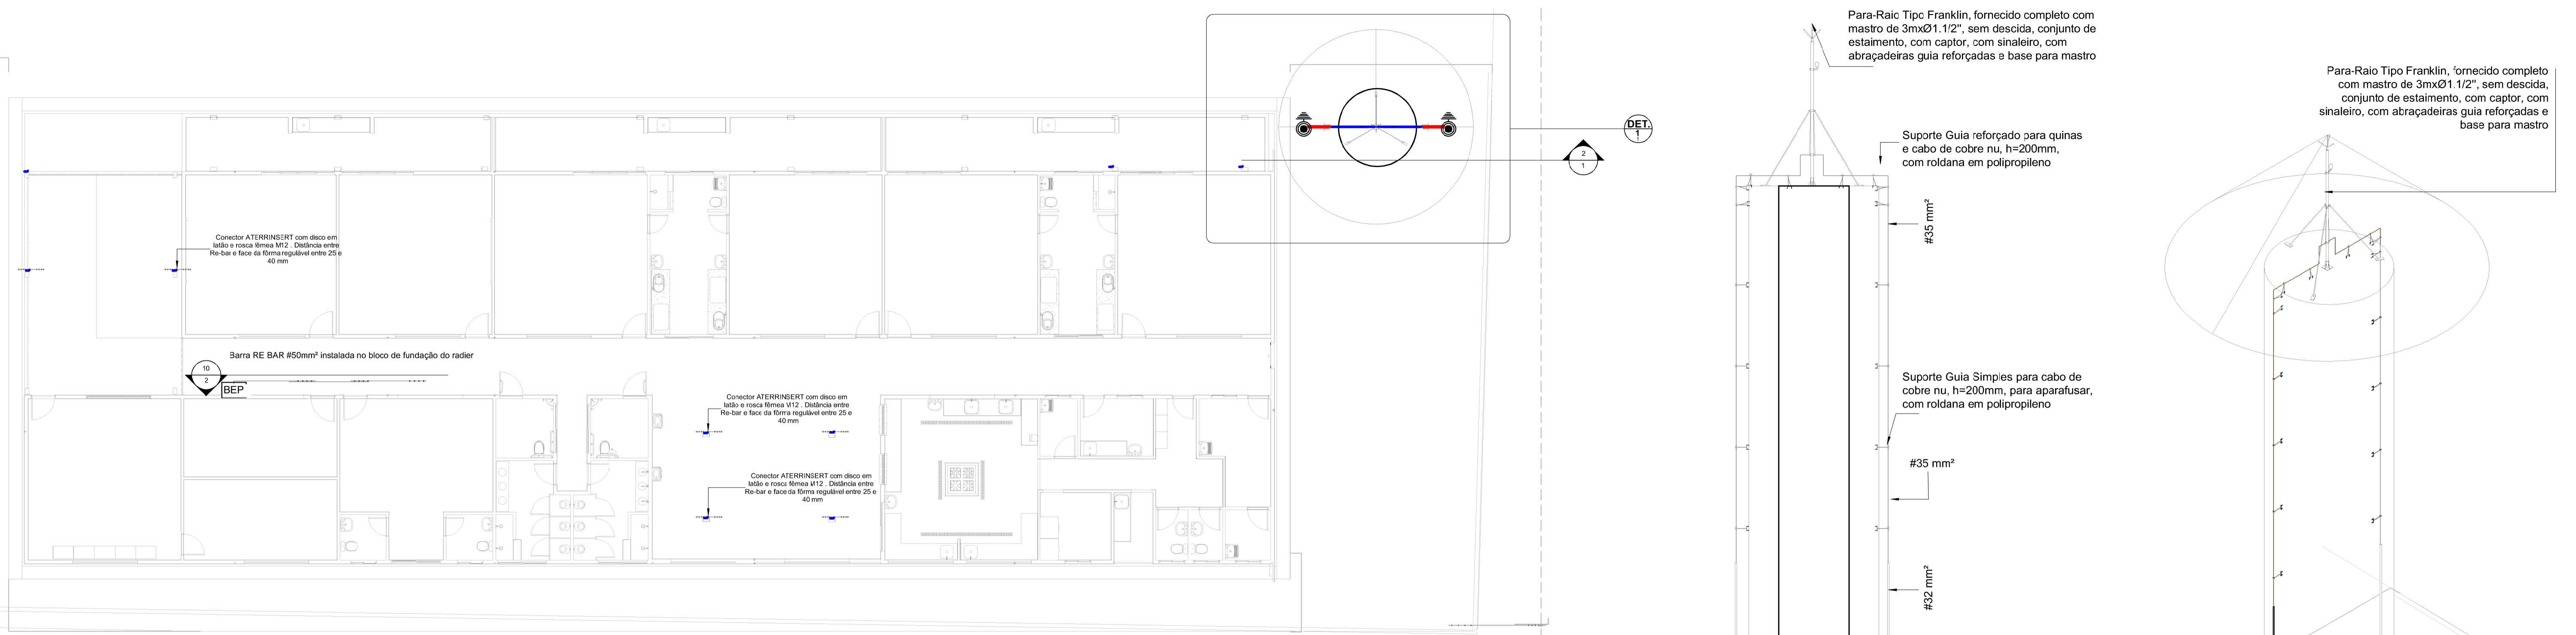 Conector ATERRINSERT com disco em
latão e rosca fêmea M12 . Distância entre
Re-bar e face da fôrma regulável entre 25 e
40 mm
Barra RE BAR #50mm² instalada no bloco de fundação do radier
10
2
BEP
Conector ATERRINSERT com disco em
latão e rosca fêmea M12 . Distância entre
Re-bar e face da fôrma regulável entre 25 e
40 mm
Conector ATERRINSERT com disco em
latão e rosca fêmea M12 . Distância entre
Re-bar e face da fôrma regulável entre 25 e
40 mm
DET.
1
2
1
Para-Raio Tipo Franklin, fornecido completo com
mastro de 3mxØ1.1/2", sem descida, conjunto de
estaimento, com captor, com sinaleiro, com
abraçadeiras guia reforçadas e base para mastro
Suporte Guia reforçado para quinas
e cabo de cobre nu, h=200mm,
com roldana em polipropileno
#35 mm²
Suporte Guia Simples para cabo de
cobre nu, h=200mm, para aparafusar,
com roldana em polipropileno
#35 mm²
#32 mm²
Para-Raio Tipo Franklin, fornecido completo
com mastro de 3mxØ1.1/2", sem descida,
conjunto de estaimento, com captor, com
sinaleiro, com abraçadeiras guia reforçadas e
base para mastro